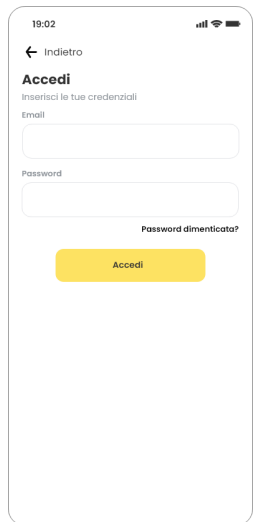 19:02
Indietro
Accedi
Inserisci le tue credenziali
Email
Password
Password dimenticata?
Accedi